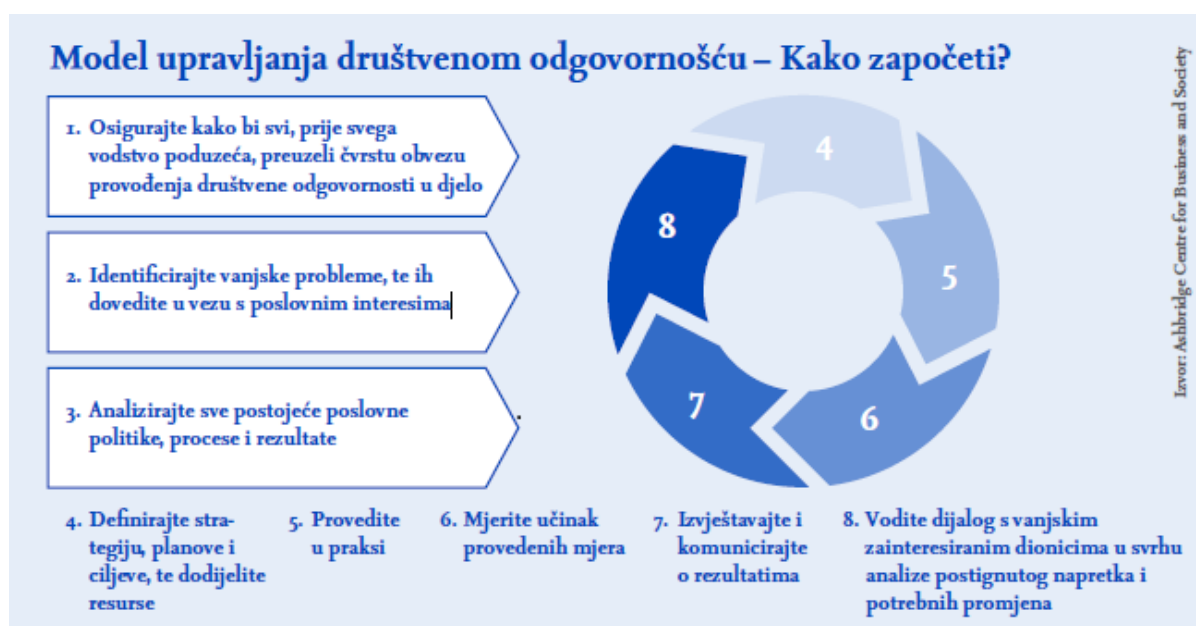 Model upravljanja društvenom odgovornošću – Kako započeti?
1. Osigurajte kako bi svi, prije svega
vodstvo poduzeća, preuzeli čvrstu obvezu
provođenja društvene odgovornosti u djelo
2. Identificirajte vanjske probleme, te ih
dovedite u vezu s poslovnim interesima
3. Analizirajte sve postojeće poslovne
politike, procese i rezultate
4
5
6
7
8
4. Definirajte stra-
tegiju, planove i
ciljeve, te dodijelite
resurse
5. Provedite
u praksi
6. Mjerite učinak
provedenih mjera
7. Izvještavajte i
komunicirajte
o rezultatima
8. Vodite dijalog s vanjskim
zainteresiranim dionicima u svrhu
analize postignutog napretka i
potrebnih promjena
Izvor: Ashbridge Centre for Business and Society